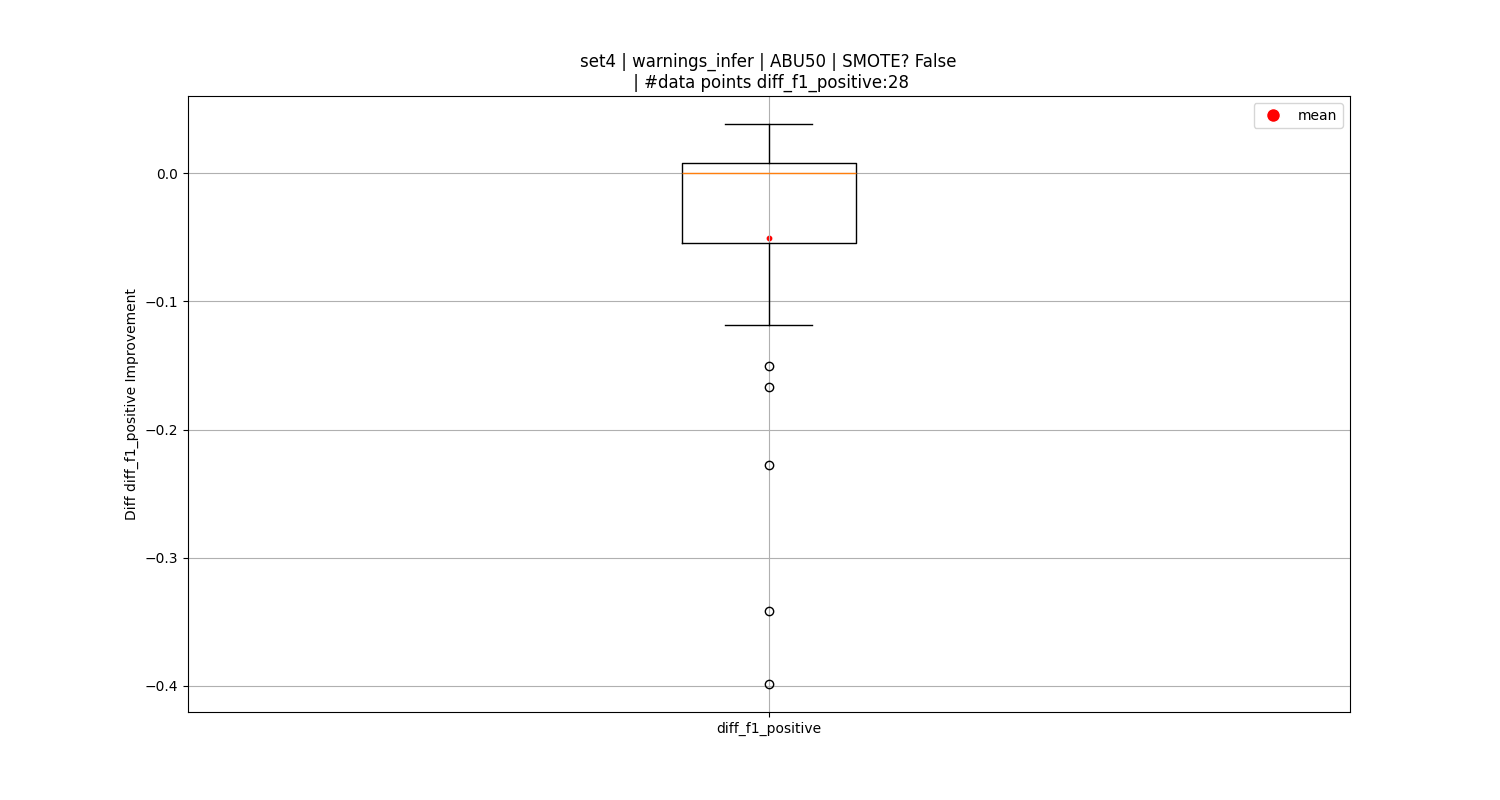 set4 | warnings_infer | ABU50 | SMOTE? False
| #data points diff_f1_positive:28
mean
0.0
−0.1
−0.2
−0.3
−0.4
Diff diff_f1_positive Improvement
diff_f1_positive